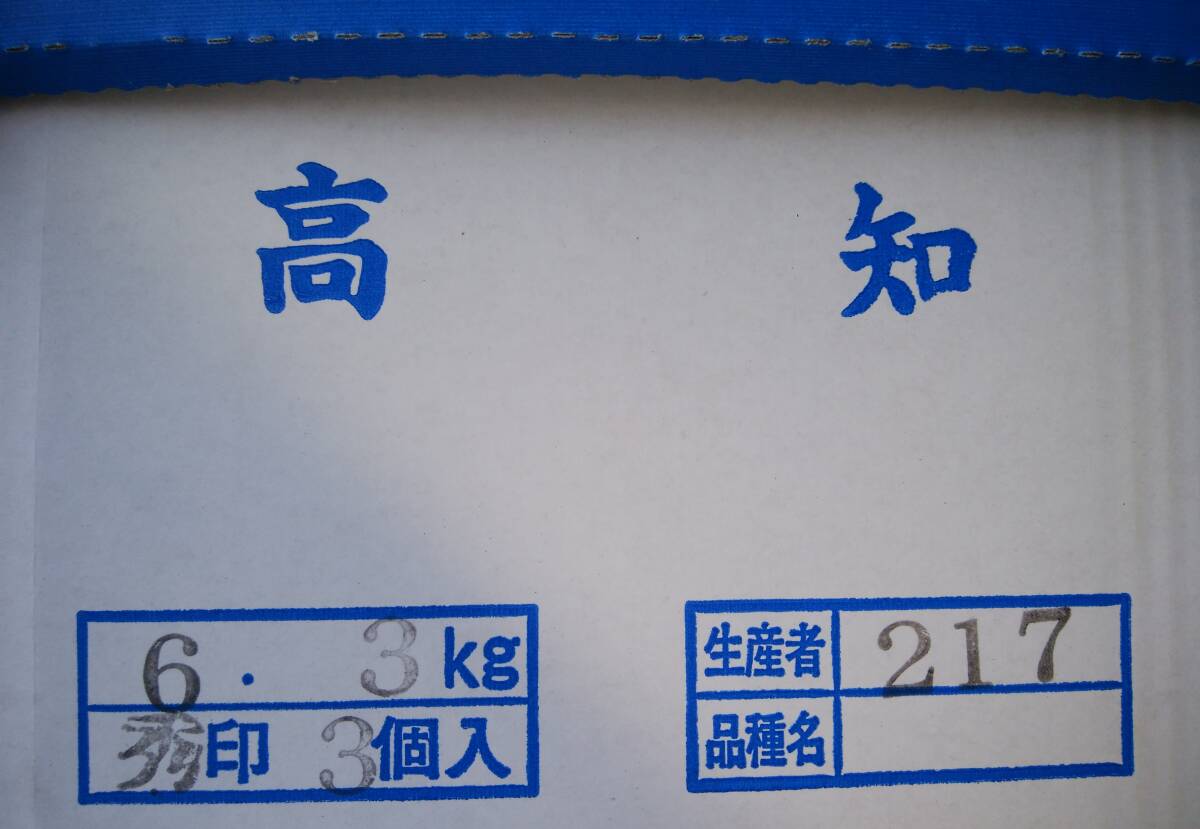 高 知
6.3kg
秀印 3個入
生産者 217
品種名